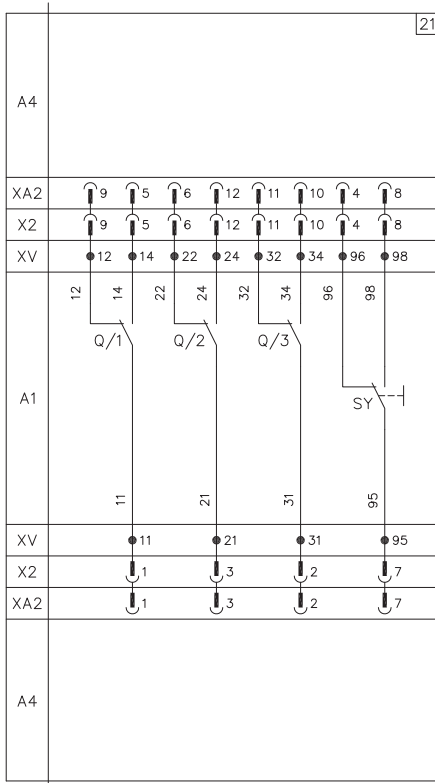 21
A4
XA2 9 5 6 12 11 10 4 8
X2 9 5 6 12 11 10 4 8
XV 12 14 22 24 32 34 96 98
12 14 22 24 32 34 96 98
Q/1 Q/2 Q/3
A1
SY
11 21 31 95
XV 11 21 31 95
X2 1 3 2 7
XA2 1 3 2 7
A4